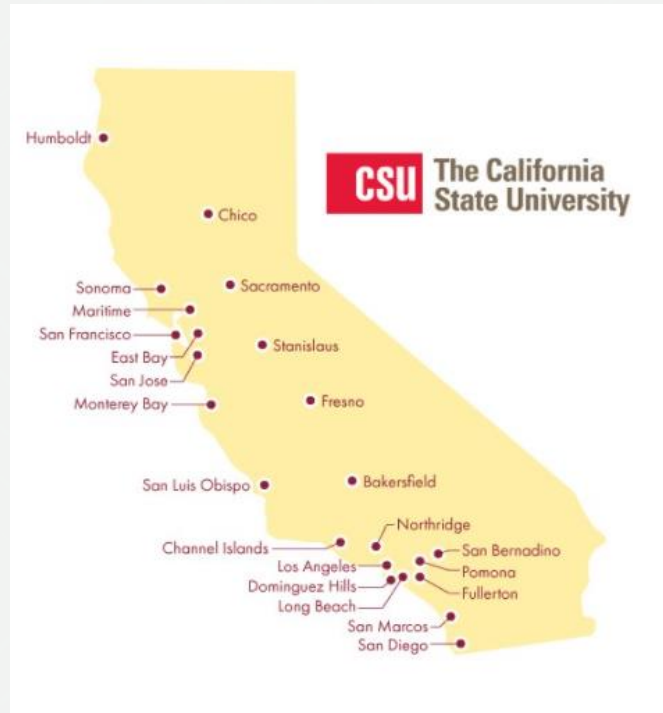 Humboldt
CSU
The California
State University
Chico
Sonoma
Sacramento
Maritime
San Francisco
East Bay
Stanislaus
San Jose
Monterey Bay
Fresno
San Luis Obispo
Bakersfield
Northridge
Channel Islands
San Bernadino
Los Angeles
Pomona
Dominguez Hills
Fullerton
Long Beach
San Marcos
San Diego